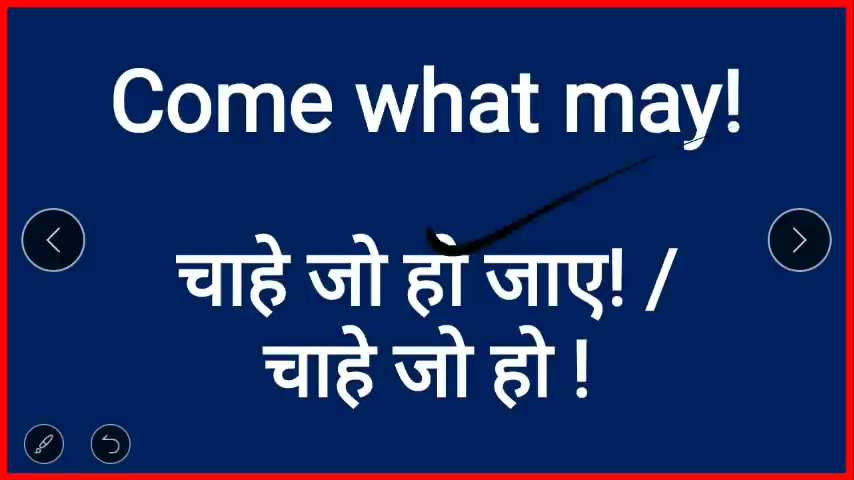 Come what may!
चाहे जो हो जाए! /
चाहे जो हो !